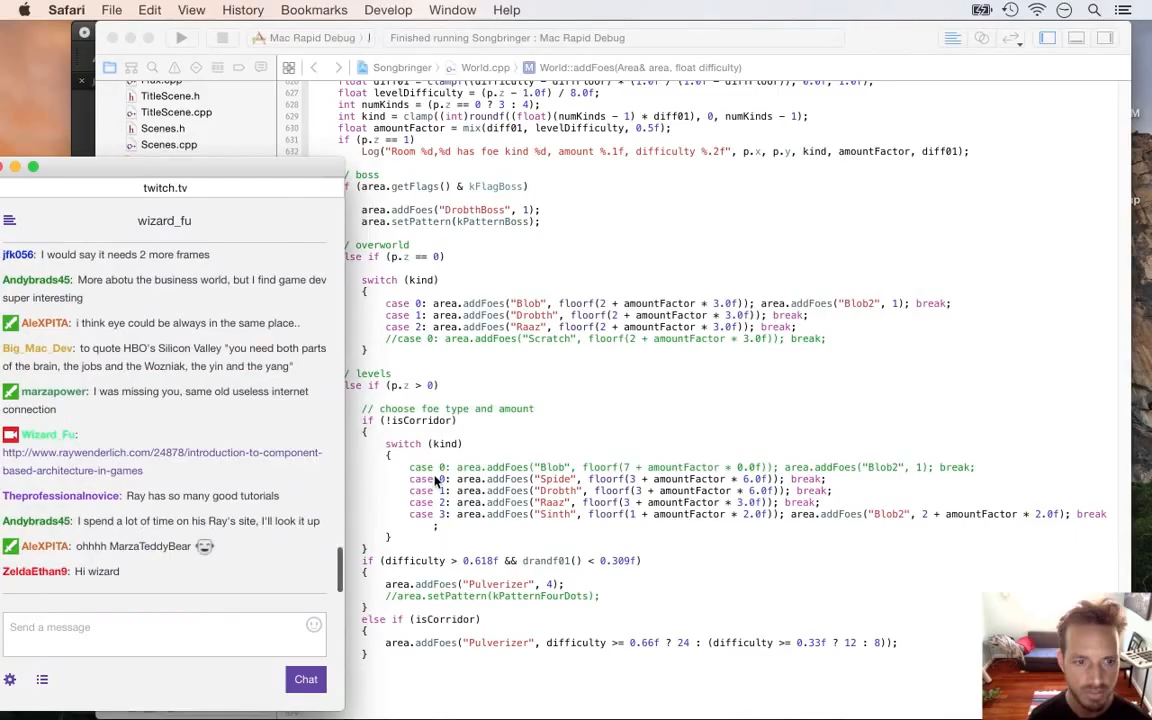 Safari File Edit View History Bookmarks Develop Window Help
Mac Rapid Debug
Finished running Songbringer : Mac Rapid Debug
Songbringer
World.cpp
World::addFoes(Area& area, float difficulty)
TitleScene.h
TitleScene.cpp
Scenes.h
Scenes.cpp
627 float levelDifficulty = (p.z - 1.0f) / 8.0f;
628 int numKinds = (p.z == 0 ? 3 : 4);
629 int kind = clamp((int)roundf((float)(numKinds - 1) * diff01), 0, numKinds - 1);
630 float amountFactor = mix(diff01, levelDifficulty, 0.5f);
631 if (p.z == 1)
632 Log("Room %d,%d has foe kind %d, amount %.1f, difficulty %.2f", p.x, p.y, kind, amountFactor, diff01);
/ boss
f (area.getFlags() & kFlagBoss)
area.addFoes("DrobthBoss", 1);
area.setPattern(kPatternBoss);
/ overworld
lse if (p.z == 0)
switch (kind)
{
case 0: area.addFoes("Blob", floorf(2 + amountFactor * 3.0f)); area.addFoes("Blob2", 1); break;
case 1: area.addFoes("Drobth", floorf(2 + amountFactor * 3.0f)); break;
case 2: area.addFoes("Raaz", floorf(2 + amountFactor * 3.0f)); break;
//case 0: area.addFoes("Scratch", floorf(2 + amountFactor * 3.0f)); break;
}
/ levels
lse if (p.z > 0)
// choose foe type and amount
if (!isCorridor)
{
switch (kind)
{
case 0: area.addFoes("Blob", floorf(7 + amountFactor * 0.0f)); area.addFoes("Blob2", 1); break;
case 0: area.addFoes("Spide", floorf(3 + amountFactor * 6.0f)); break;
case 1: area.addFoes("Drobth", floorf(3 + amountFactor * 6.0f)); break;
case 2: area.addFoes("Raaz", floorf(3 + amountFactor * 3.0f)); break;
case 3: area.addFoes("Sinth", floorf(1 + amountFactor * 2.0f)); area.addFoes("Blob2", 2 + amountFactor * 2.0f); break
;
}
}
if (difficulty > 0.618f && drandf01() < 0.309f)
{
area.addFoes("Pulverizer", 4);
//area.setPattern(kPatternFourDots);
}
else if (isCorridor)
{
area.addFoes("Pulverizer", difficulty >= 0.66f ? 24 : (difficulty >= 0.33f ? 12 : 8));
}
twitch.tv
wizard_fu
jfk056: I would say it needs 2 more frames
Andybrads45: More abotu the business world, but I find game dev
super interesting
AleXPITA: i think eye could be always in the same place..
Big_Mac_Dev: to quote HBO's Silicon Valley "you need both parts
of the brain, the jobs and the Wozniak, the yin and the yang"
marzapower: I was missing you, same old useless internet
connection
Wizard_Fu:
http://www.raywenderlich.com/24878/introduction-to-component-
based-architecture-in-games
Theprofessionalnovice: Ray has so many good tutorials
Andybrads45: I spend a lot of time on his Ray's site, I'll look it up
AleXPITA: ohhhh MarzaTeddyBear
ZeldaEthan9: Hi wizard
Send a message
Chat